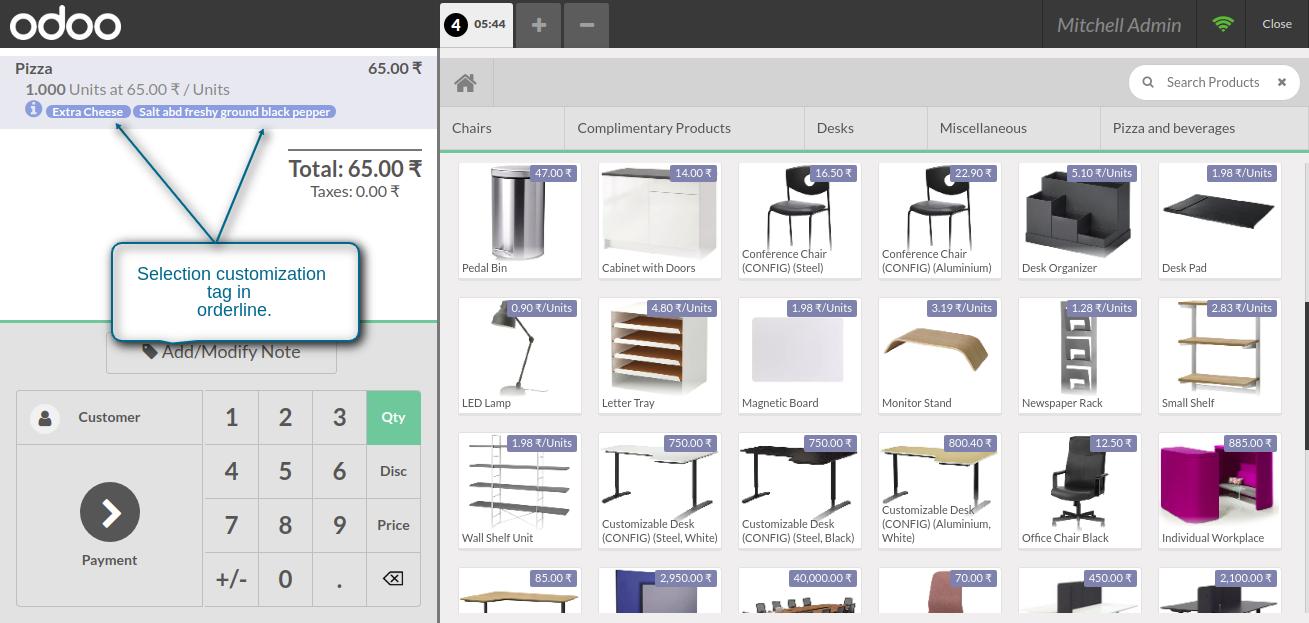 odoo
4 05:44 + −
Mitchell Admin
Close
Pizza 65.00 ₹
1.000 Units at 65.00 ₹ / Units
i Extra Cheese Salt abd freshy ground black pepper
Total: 65.00 ₹
Taxes: 0.00 ₹
Selection customization
tag in
orderline.
Add/Modify Note
Customer
Payment
1 2 3 Qty
4 5 6 Disc
7 8 9 Price
+/- 0 .
Search Products
Chairs Complimentary Products Desks Miscellaneous Pizza and beverages
47.00 ₹
Pedal Bin
14.00 ₹
Cabinet with Doors
16.50 ₹
Conference Chair
(CONFIG) (Steel)
22.90 ₹
Conference Chair
(CONFIG) (Aluminium)
5.10 ₹/Units
Desk Organizer
1.98 ₹/Units
Desk Pad
0.90 ₹/Units
LED Lamp
4.80 ₹/Units
Letter Tray
1.98 ₹/Units
Magnetic Board
3.19 ₹/Units
Monitor Stand
1.28 ₹/Units
Newspaper Rack
2.83 ₹/Units
Small Shelf
1.98 ₹/Units
Wall Shelf Unit
750.00 ₹
Customizable Desk
(CONFIG) (Steel, White)
750.00 ₹
Customizable Desk
(CONFIG) (Steel, Black)
800.40 ₹
Customizable Desk
(CONFIG) (Aluminium,
White)
12.50 ₹
Office Chair Black
885.00 ₹
Individual Workplace
85.00 ₹
2,950.00 ₹
40,000.00 ₹
70.00 ₹
450.00 ₹
2,100.00 ₹